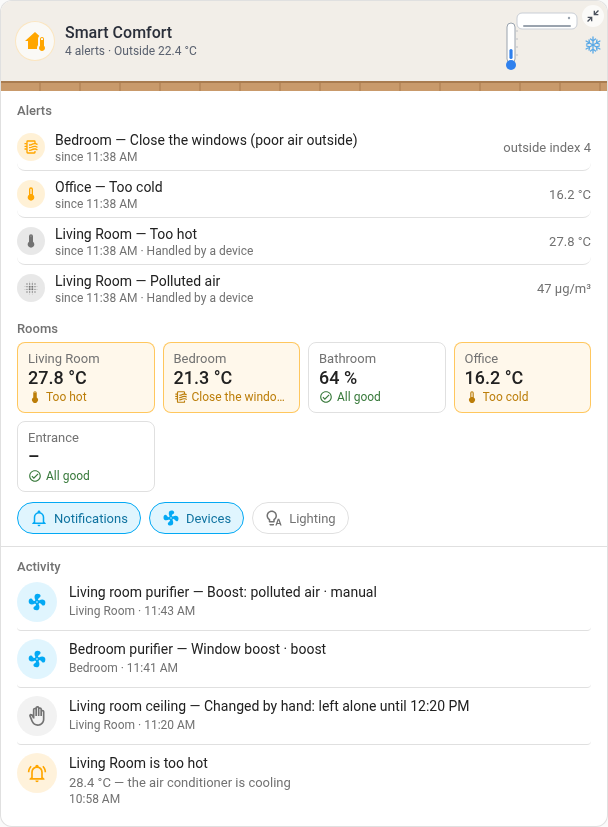 Smart Comfort
4 alerts · Outside 22.4 °C
Alerts
Bedroom — Close the windows (poor air outside)
since 11:38 AM
outside index 4
Office — Too cold
since 11:38 AM
16.2 °C
Living Room — Too hot
since 11:38 AM · Handled by a device
27.8 °C
Living Room — Polluted air
since 11:38 AM · Handled by a device
47 µg/m³
Rooms
Living Room
27.8 °C
Too hot
Bedroom
21.3 °C
Close the windo...
Bathroom
64 %
All good
Office
16.2 °C
Too cold
Entrance
–
All good
Notifications
Devices
Lighting
Activity
Living room purifier — Boost: polluted air · manual
Living Room · 11:43 AM
Bedroom purifier — Window boost · boost
Bedroom · 11:41 AM
Living room ceiling — Changed by hand: left alone until 12:20 PM
Living Room · 11:20 AM
Living Room is too hot
28.4 °C — the air conditioner is cooling
10:58 AM